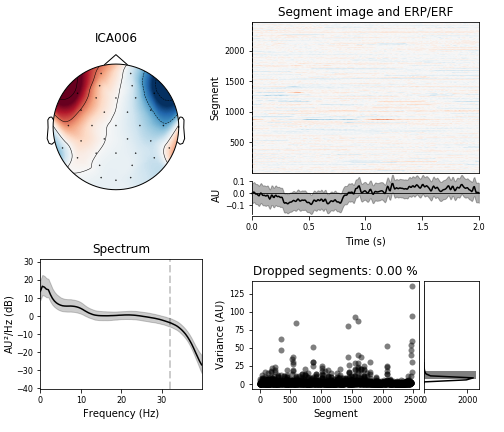 ICA006
Segment image and ERP/ERF
Segment
2000
1500
1000
500
AU
0.1
0.0
−0.1
0.0 0.5 1.0 1.5 2.0
Time (s)
Spectrum
AU²/Hz (dB)
30
20
10
0
−10
−20
−30
−40
0 10 20 30
Frequency (Hz)
Dropped segments: 0.00 %
Variance (AU)
125
100
75
50
25
0
0 500 1000 1500 2000 2500
Segment
0 2000